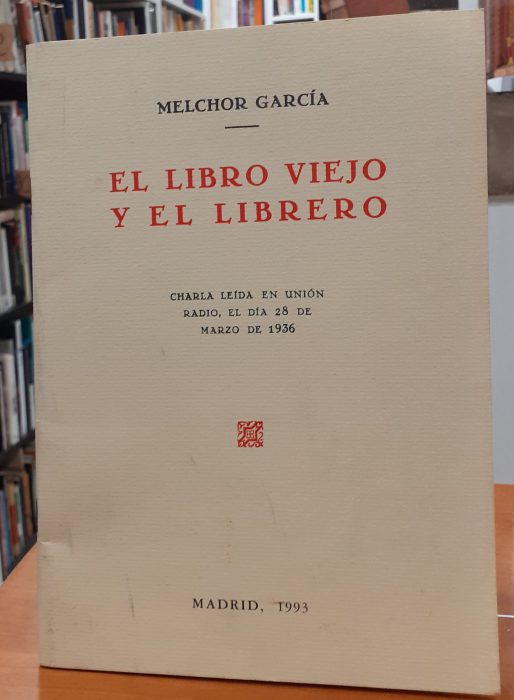 MELCHOR GARCÍA
EL LIBRO VIEJO
Y EL LIBRERO
CHARLA LEÍDA EN UNIÓN
RADIO, EL DÍA 28 DE
MARZO DE 1936
MADRID, 1993